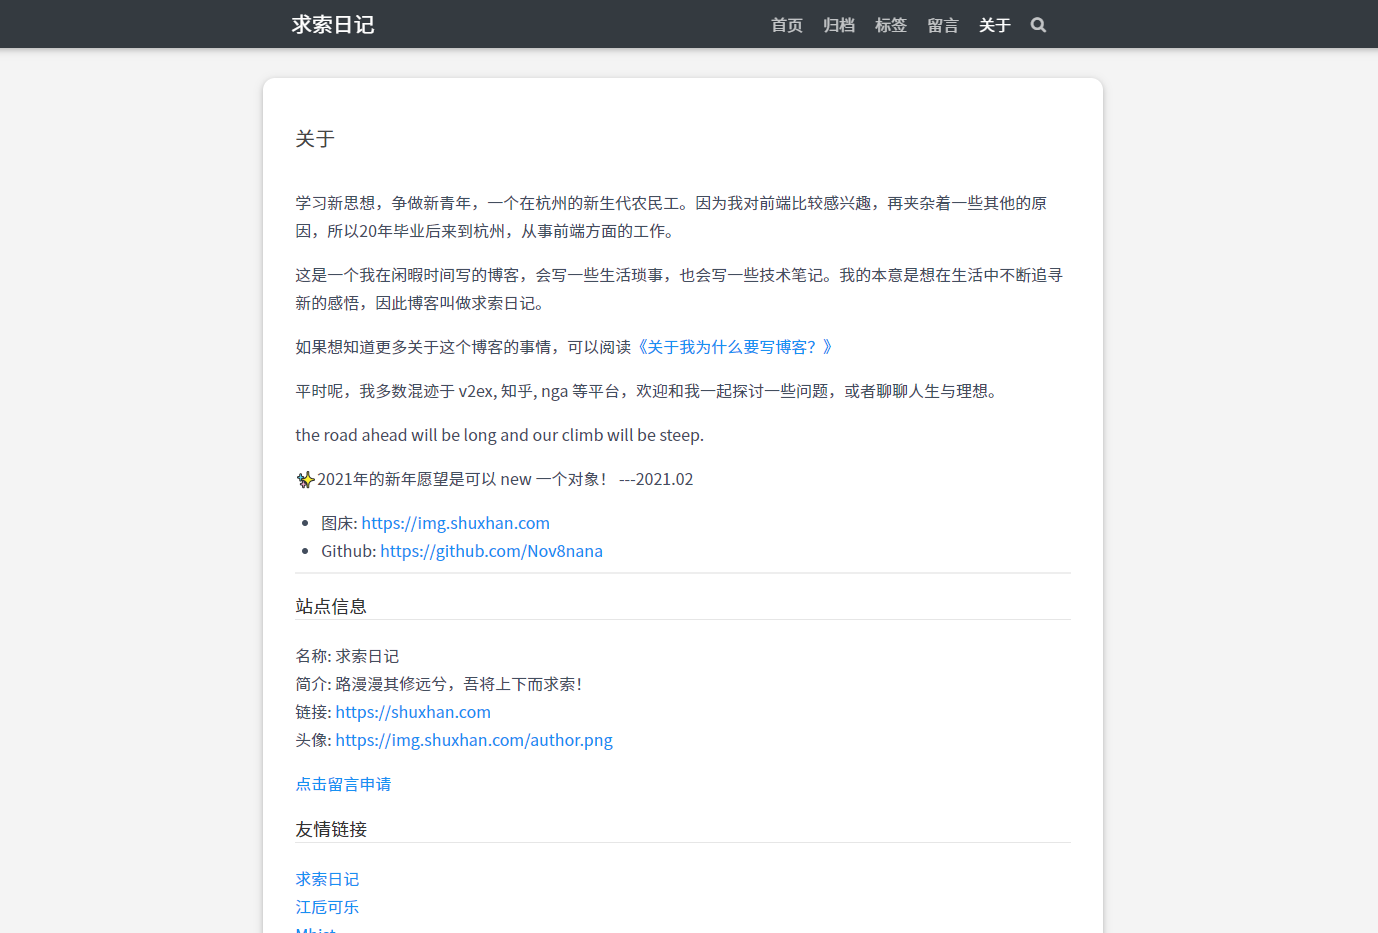 求索日记
首页 归档 标签 留言 关于
关于
学习新思想，争做新青年，一个在杭州的新生代农民工。因为我对前端比较感兴趣，再夹杂着一些其他的原
因，所以20年毕业后来到杭州，从事前端方面的工作。
这是一个我在闲暇时间写的博客，会写一些生活琐事，也会写一些技术笔记。我的本意是想在生活中不断追寻
新的感悟，因此博客叫做求索日记。
如果想知道更多关于这个博客的事情，可以阅读《关于我为什么要写博客？》
平时呢，我多数混迹于 v2ex, 知乎, nga 等平台，欢迎和我一起探讨一些问题，或者聊聊人生与理想。
the road ahead will be long and our climb will be steep.
✨2021年的新年愿望是可以 new 一个对象！ ---2021.02
图床: https://img.shuxhan.com
Github: https://github.com/Nov8nana
站点信息
名称: 求索日记
简介: 路漫漫其修远兮，吾将上下而求索！
链接: https://shuxhan.com
头像: https://img.shuxhan.com/author.png
点击留言申请
友情链接
求索日记
江卮可乐